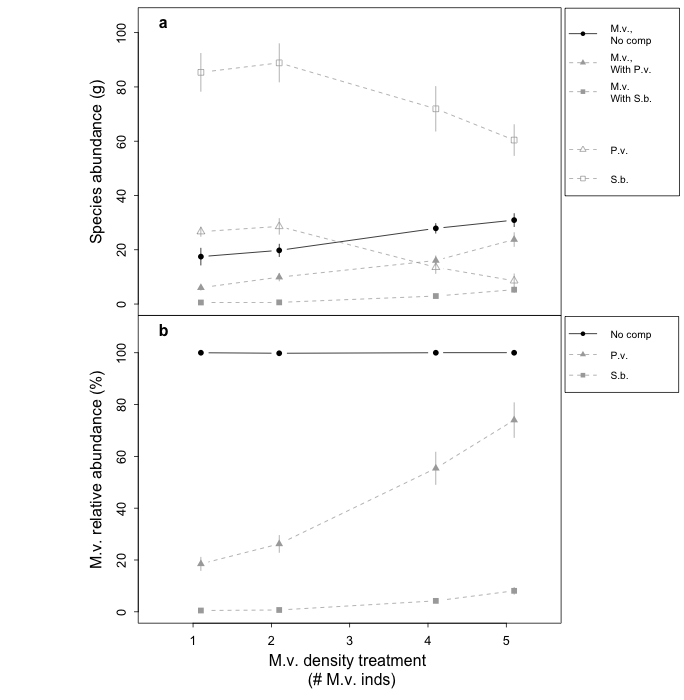 a
Species abundance (g)
100
80
60
40
20
0
M.v.,
No comp
M.v.,
With P.v.
M.v.
With S.b.
P.v.
S.b.
b
M.v. relative abundance (%)
100
80
60
40
20
0
No comp
P.v.
S.b.
1 2 3 4 5
M.v. density treatment
(# M.v. inds)